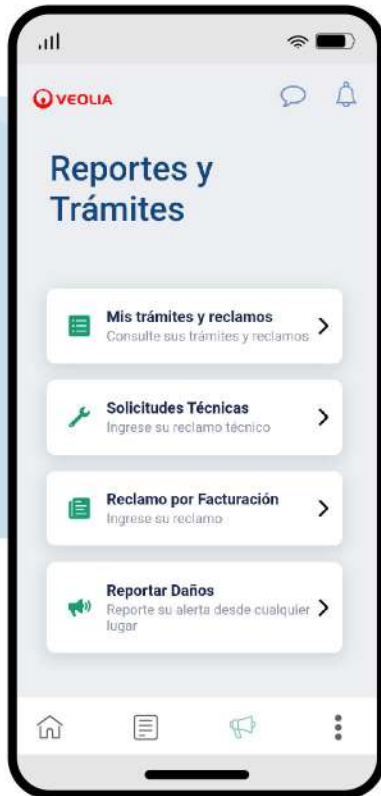 VEOLIA
Reportes y
Trámites
Mis trámites y reclamos
Consulte sus trámites y reclamos
Solicitudes Técnicas
Ingrese su reclamo técnico
Reclamo por Facturación
Ingrese su reclamo
Reportar Daños
Reporte su alerta desde cualquier
lugar